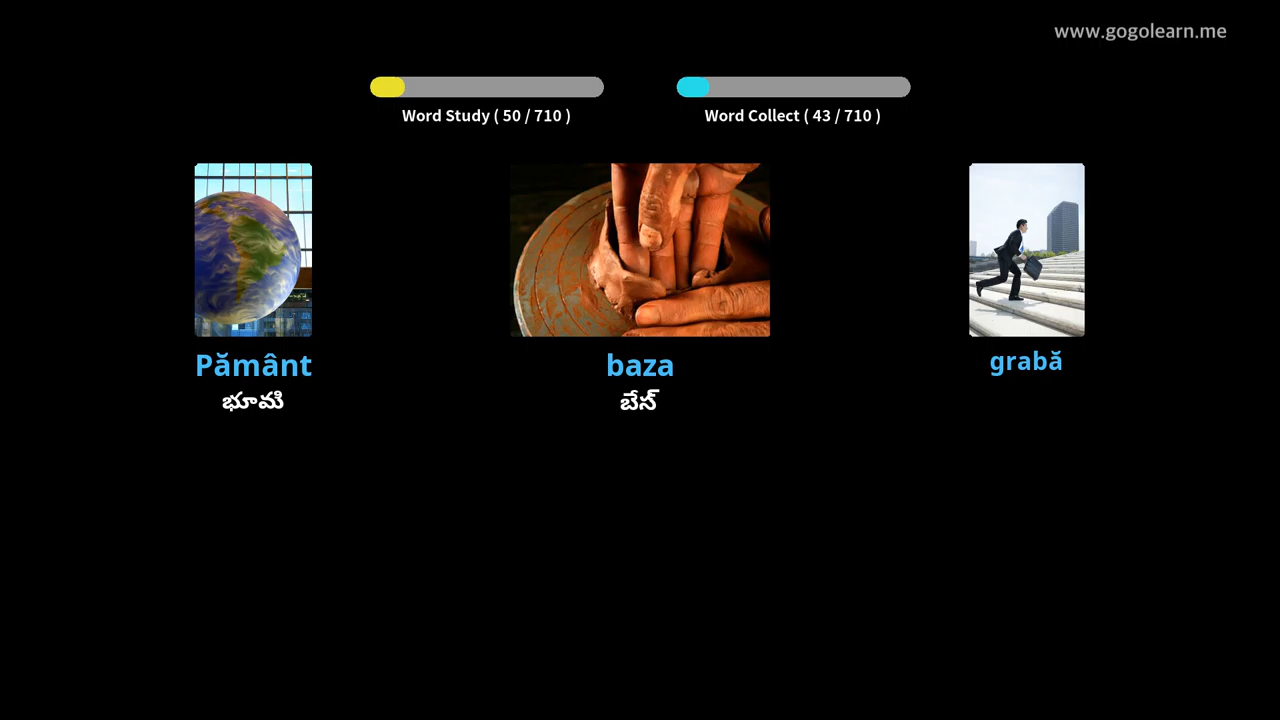 www.gogolearn.me
Word Study ( 50 / 710 )
Word Collect ( 43 / 710 )
Pământ
భూమి
baza
బేస్
grabă